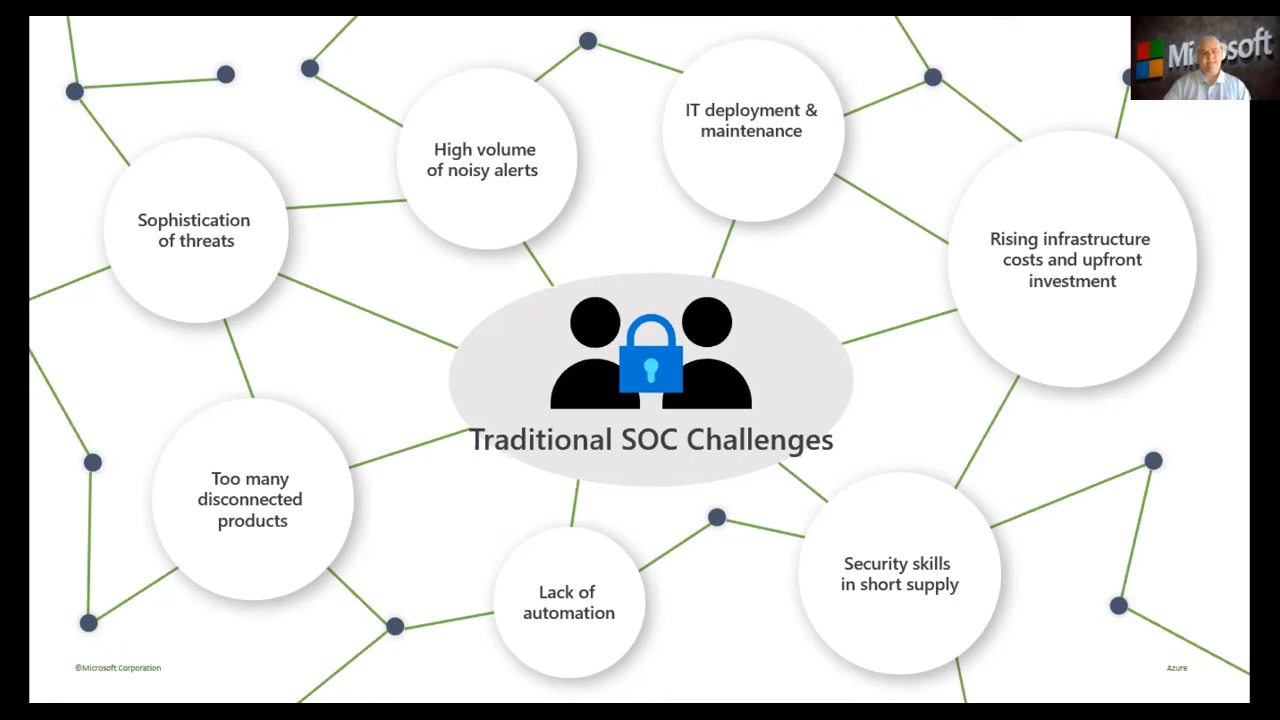 Microsoft
IT deployment &
maintenance
High volume
of noisy alerts
Sophistication
of threats
Rising infrastructure
costs and upfront
investment
Traditional SOC Challenges
Too many
disconnected
products
Lack of
automation
Security skills
in short supply
©Microsoft Corporation
Azure